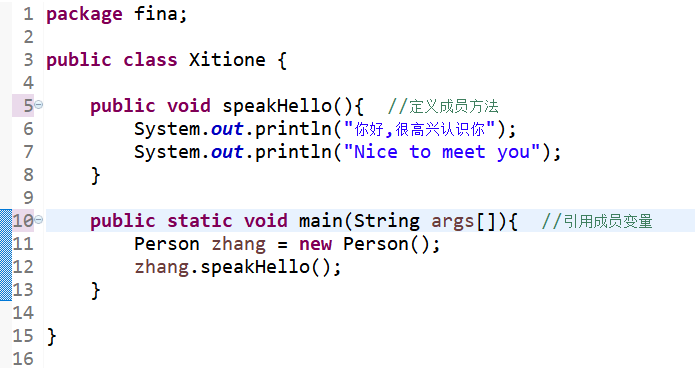 1 package fina;
2
3 public class Xitione {
4
5     public void speakHello(){  //定义成员方法
6         System.out.println("你好,很高兴认识你");
7         System.out.println("Nice to meet you");
8     }
9
10     public static void main(String args[]){  //引用成员变量
11         Person zhang = new Person();
12         zhang.speakHello();
13     }
14
15 }
16